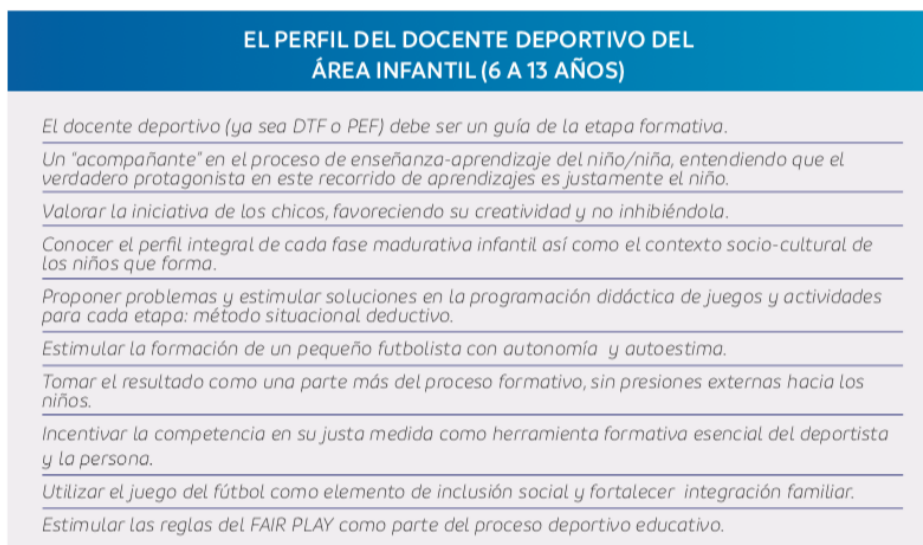 EL PERFIL DEL DOCENTE DEPORTIVO DEL
ÁREA INFANTIL (6 A 13 AÑOS)
El docente deportivo (ya sea DTF o PEF) debe ser un guía de la etapa formativa.
Un "acompañante" en el proceso de enseñanza-aprendizaje del niño/niña, entendiendo que el
verdadero protagonista en este recorrido de aprendizajes es justamente el niño.
Valorar la iniciativa de los chicos, favoreciendo su creatividad y no inhibiéndola.
Conocer el perfil integral de cada fase madurativa infantil así como el contexto socio-cultural de
los niños que forma.
Proponer problemas y estimular soluciones en la programación didáctica de juegos y actividades
para cada etapa: método situacional deductivo.
Estimular la formación de un pequeño futbolista con autonomía y autoestima.
Tomar el resultado como una parte más del proceso formativo, sin presiones externas hacia los
niños.
Incentivar la competencia en su justa medida como herramienta formativa esencial del deportista
y la persona.
Utilizar el juego del fútbol como elemento de inclusión social y fortalecer integración familiar.
Estimular las reglas del FAIR PLAY como parte del proceso deportivo educativo.